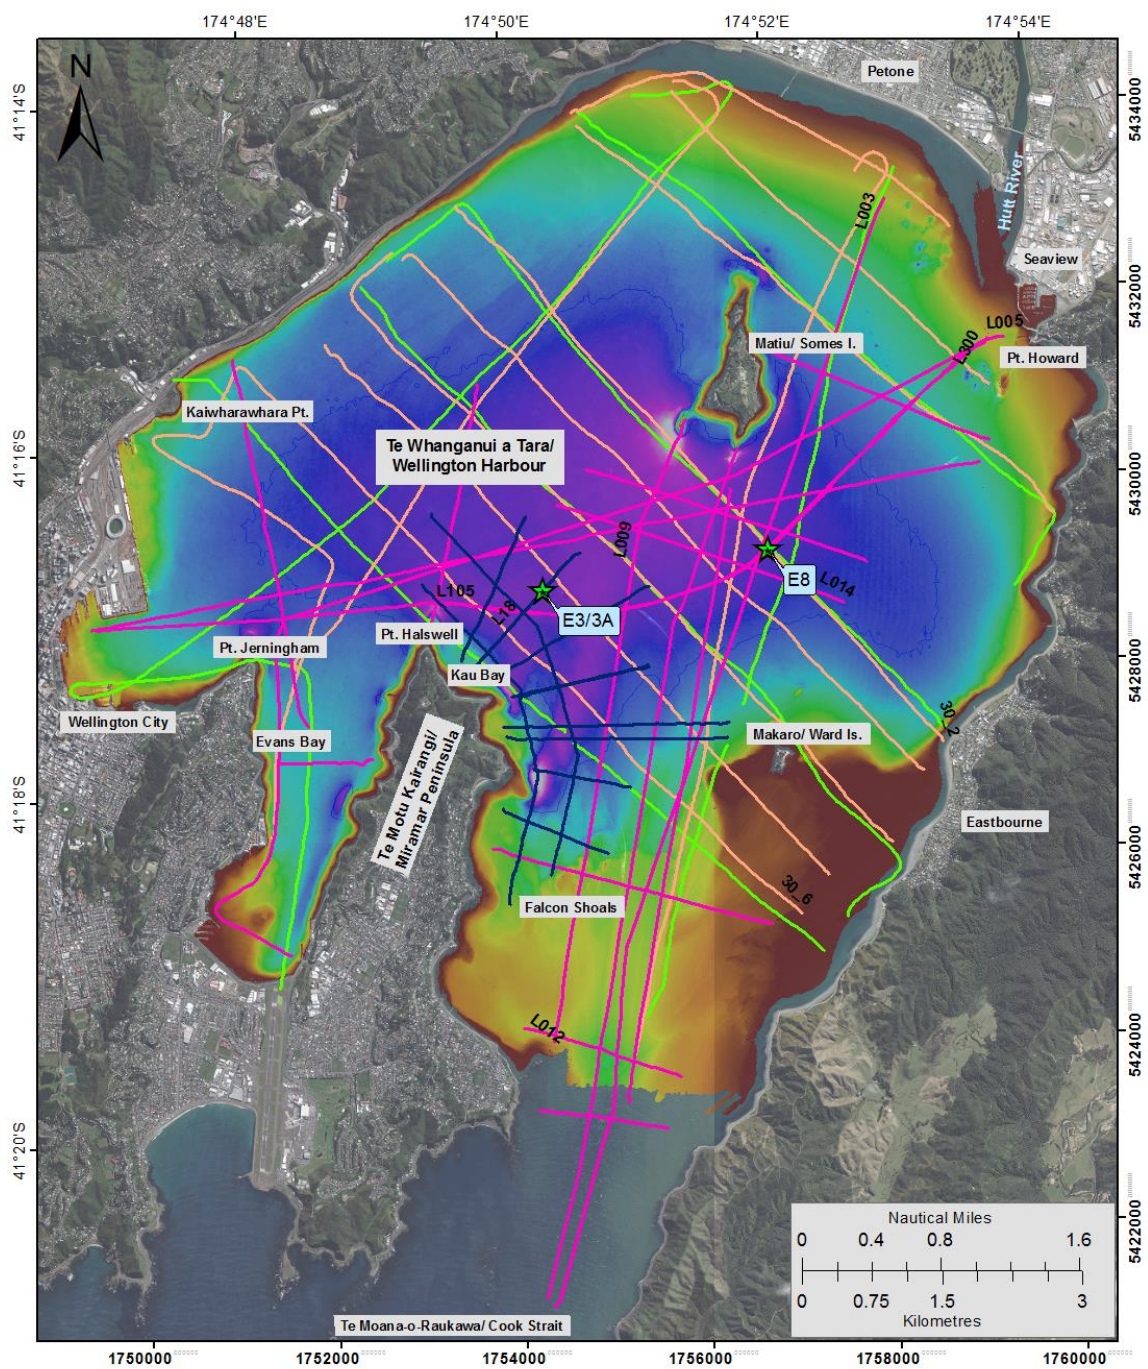 174°48'E
174°50'E
174°52'E
174°54'E
N
41°14'S
41°16'S
41°18'S
41°20'S
5434000
5432000
5430000
5428000
5426000
5424000
5422000
Petone
Hutt River
L003
Seaview
Matiu/ Somes I.
L005
L300
Pt. Howard
Kaiwharawhara Pt.
Te Whanganui a Tara/
Wellington Harbour
L009
E8
L014
L105
L18
E3/3A
Pt. Halswell
Pt. Jerningham
Kau Bay
Wellington City
Evans Bay
30_2
Makaro/ Ward Is.
Te Motu Kairangi/
Miramar Peninsula
Eastbourne
30_6
Falcon Shoals
L012
Nautical Miles
0 0.4 0.8 1.6
0 0.75 1.5 3
Kilometres
Te Moana-o-Raukawa/ Cook Strait
1750000
1752000
1754000
1756000
1758000
1760000